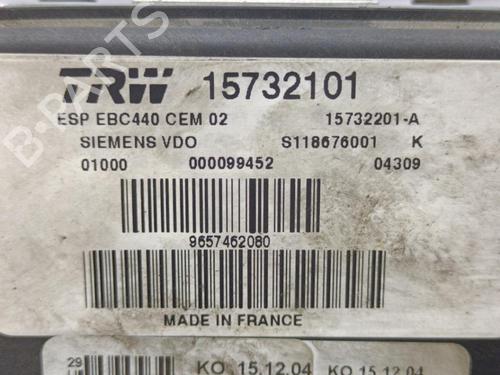 TRW 15732101
ESP EBC440 CEM 02 15732201-A
SIEMENS VDO S118676001 K
01000 000099452 04309
9657462080
MADE IN FRANCE
29 KO 15.12.04 KO 15.12.04
B-Parts